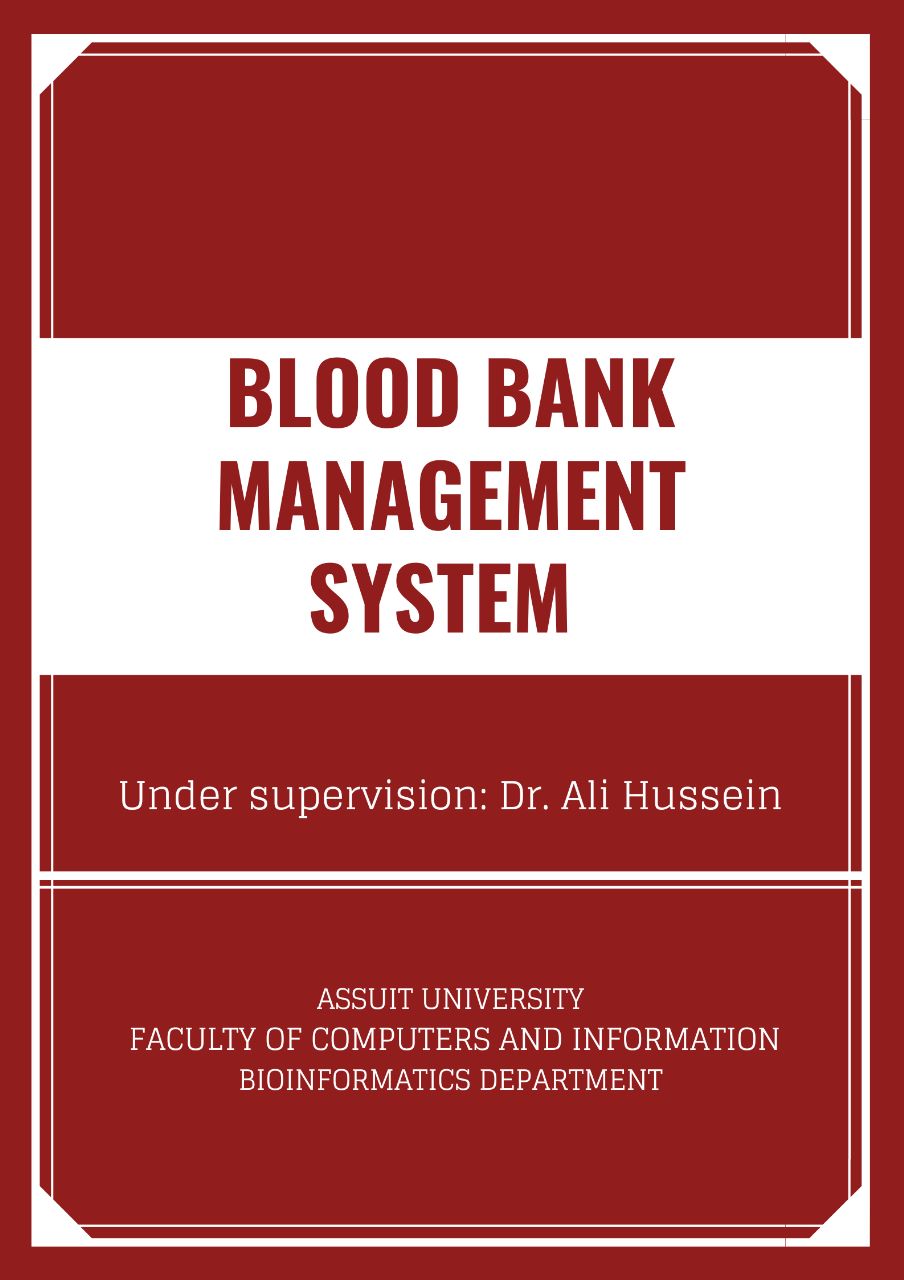 BLOOD BANK
MANAGEMENT
SYSTEM
Under supervision: Dr. Ali Hussein
ASSUIT UNIVERSITY
FACULTY OF COMPUTERS AND INFORMATION
BIOINFORMATICS DEPARTMENT